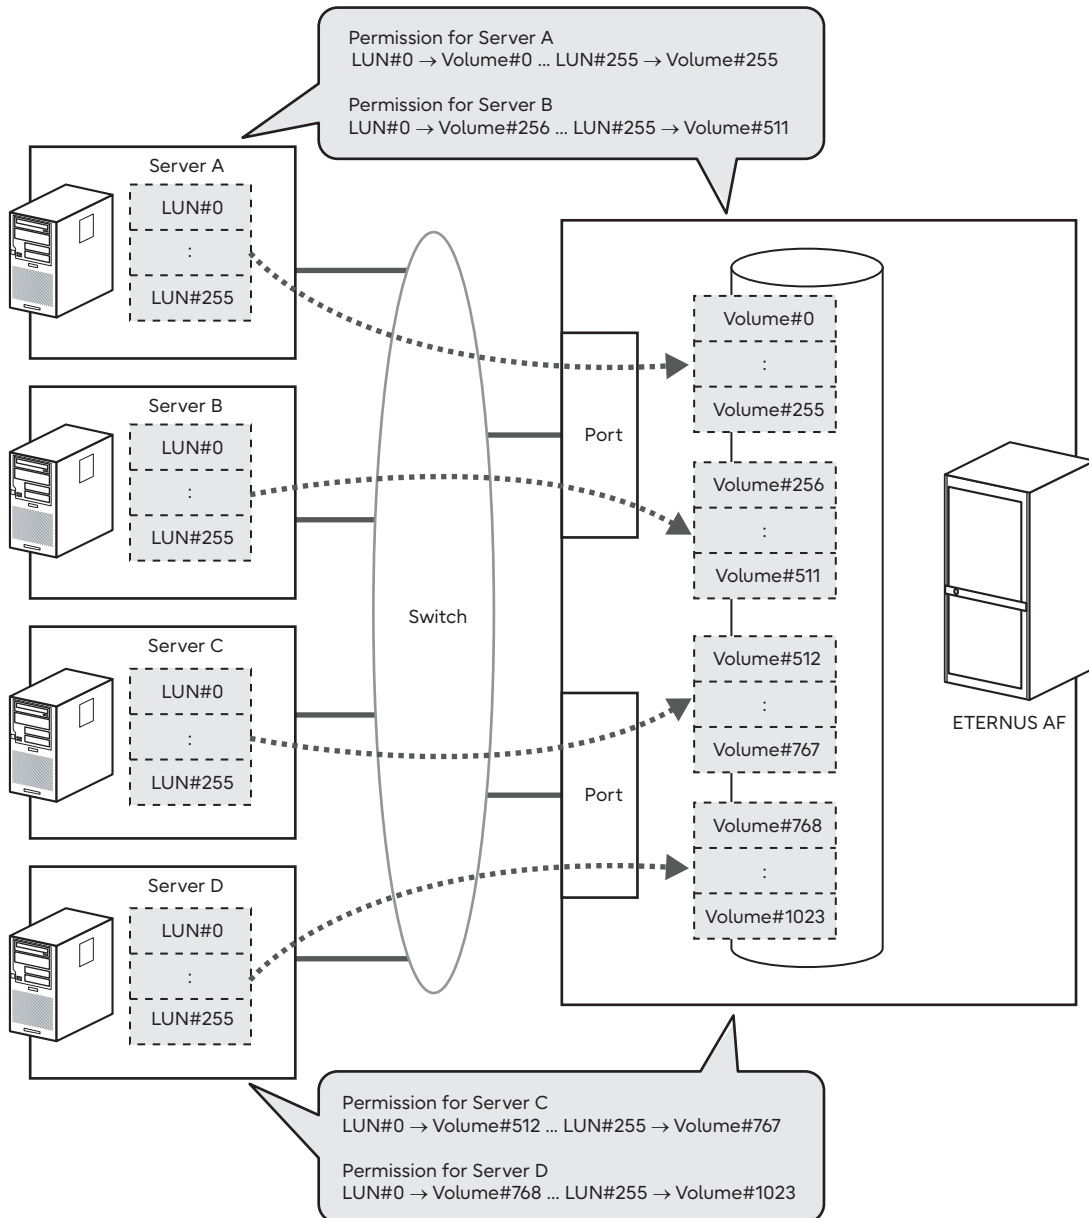 Permission for Server A
LUN#0 → Volume#0 ... LUN#255 → Volume#255
Permission for Server B
LUN#0 → Volume#256 ... LUN#255 → Volume#511
Server A
LUN#0
:
LUN#255
Server B
LUN#0
:
LUN#255
Server C
LUN#0
:
LUN#255
Server D
LUN#0
:
LUN#255
Switch
Port
Port
Volume#0
:
Volume#255
Volume#256
:
Volume#511
Volume#512
:
Volume#767
Volume#768
:
Volume#1023
ETERNUS AF
Permission for Server C
LUN#0 → Volume#512 ... LUN#255 → Volume#767
Permission for Server D
LUN#0 → Volume#768 ... LUN#255 → Volume#1023